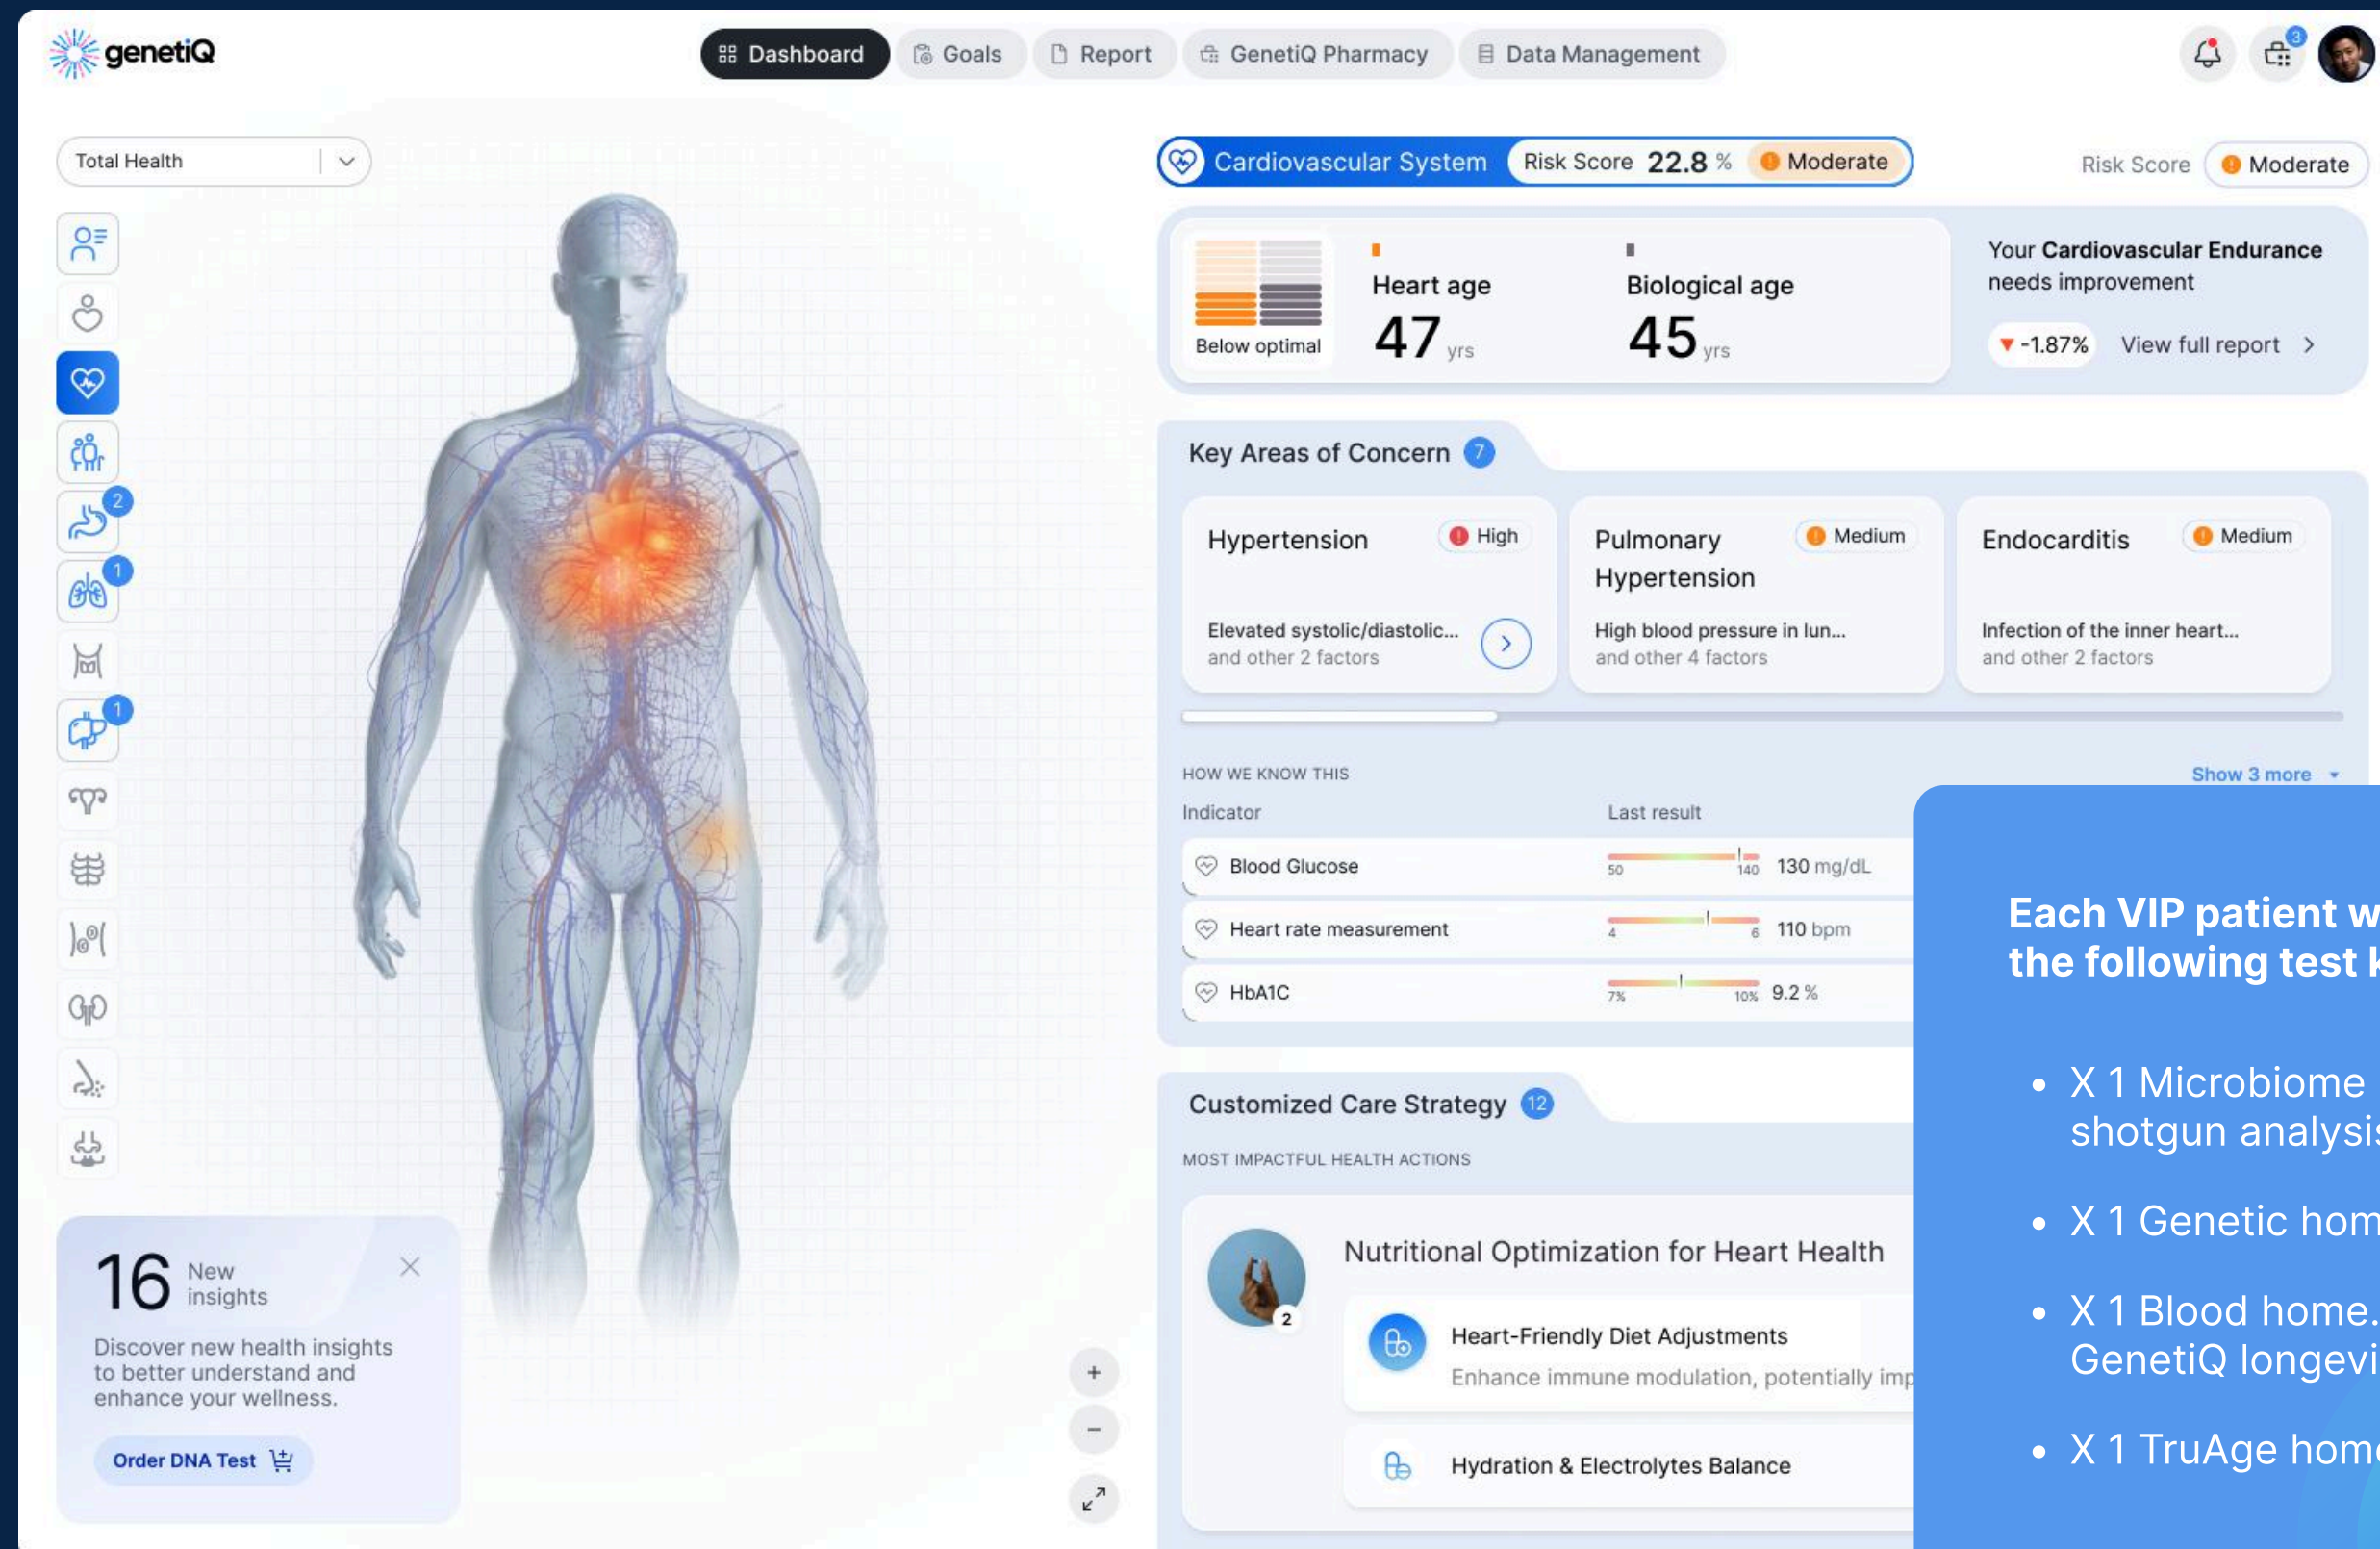 genetiQ
Dashboard
Goals
Report
GenetiQ Pharmacy
Data Management
3
Total Health
2
1
1
16 New
insights
Discover new health insights
to better understand and
enhance your wellness.
Order DNA Test
Cardiovascular System Risk Score 22.8 % Moderate
Risk Score Moderate
Below optimal
Heart age
47 yrs
Biological age
45 yrs
Your Cardiovascular Endurance
needs improvement
-1.87% View full report
Key Areas of Concern 7
Hypertension High
Elevated systolic/diastolic...
and other 2 factors
Pulmonary Medium
Hypertension
High blood pressure in lun...
and other 4 factors
Endocarditis Medium
Infection of the inner heart...
and other 2 factors
HOW WE KNOW THIS
Show 3 more
Indicator Last result
Blood Glucose 50 140 130 mg/dL
Heart rate measurement 4 6 110 bpm
HbA1C 7% 10% 9.2 %
Customized Care Strategy 12
MOST IMPACTFUL HEALTH ACTIONS
2
Nutritional Optimization for Heart Health
Heart-Friendly Diet Adjustments
Enhance immune modulation, potentially
Hydration & Electrolytes Balance
Each VIP patient
the following test
• X 1 Microbiome
shotgun
• X 1 Genetic
• X 1 Blood home.
GenetiQ
• X 1 TruAge